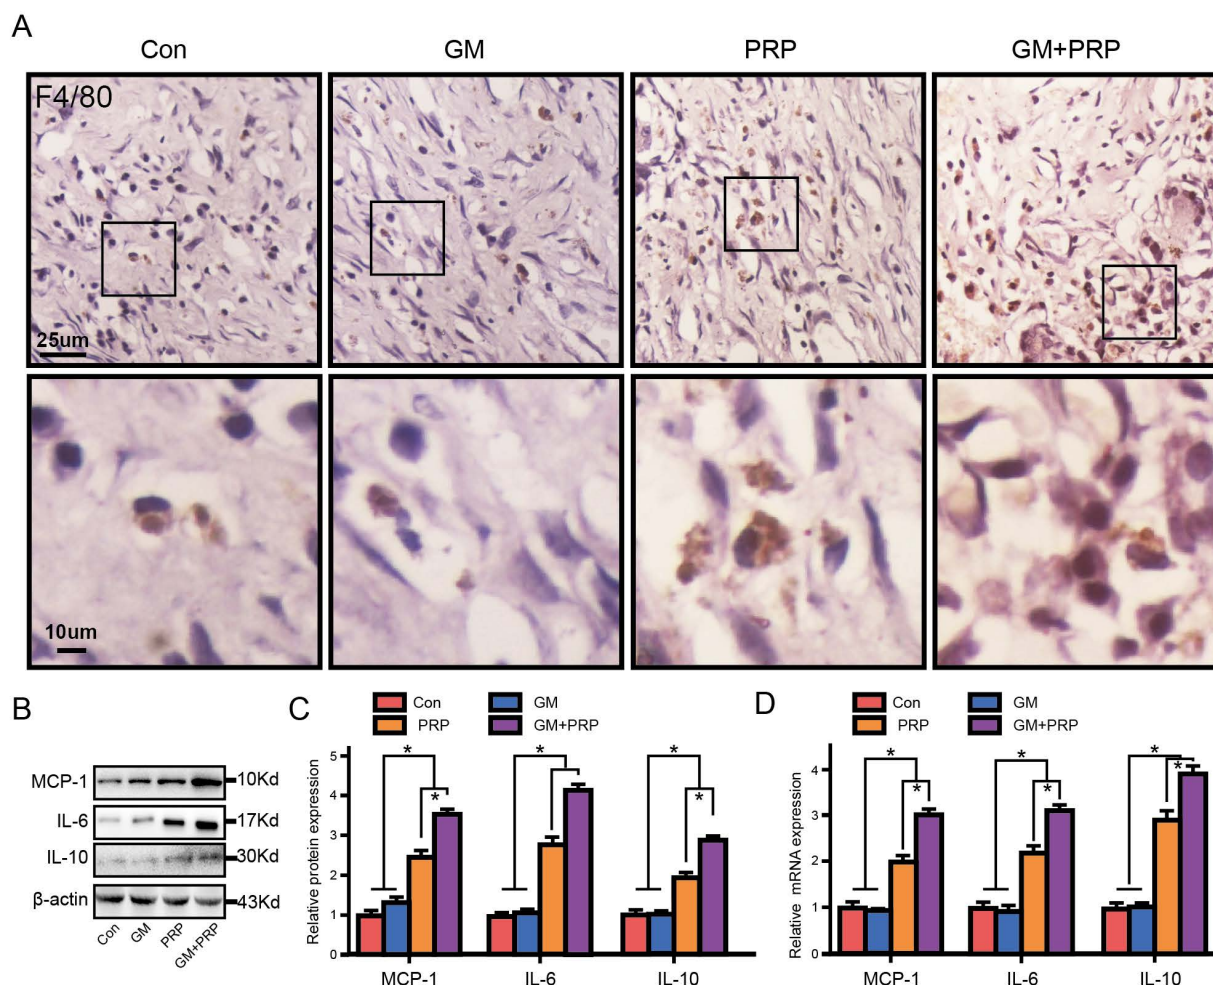 A
Con GM PRP GM+PRP
F4/80
25um
10um
B
MCP-1 10Kd
IL-6 17Kd
IL-10 30Kd
β-actin 43Kd
Con GM PRP GM+PRP
C
Con GM
PRP GM+PRP
Relative protein expression
5
4
3
2
1
0
* * *
* *
MCP-1 IL-6 IL-10
D
Con GM
PRP GM+PRP
Relative mRNA expression
4
3
2
1
0
* * *
* * *
MCP-1 IL-6 IL-10